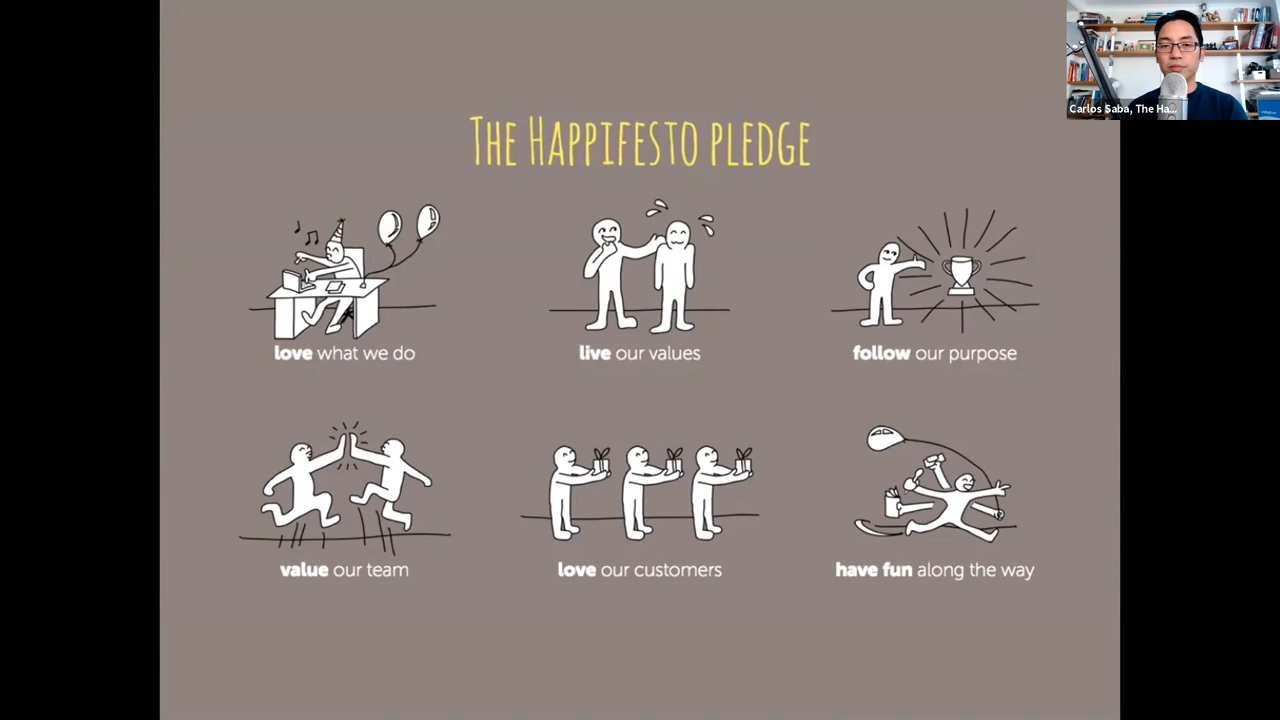 Carlos Saba, The Ha...
THE HAPPIFESTO PLEDGE
love what we do
live our values
follow our purpose
value our team
love our customers
have fun along the way